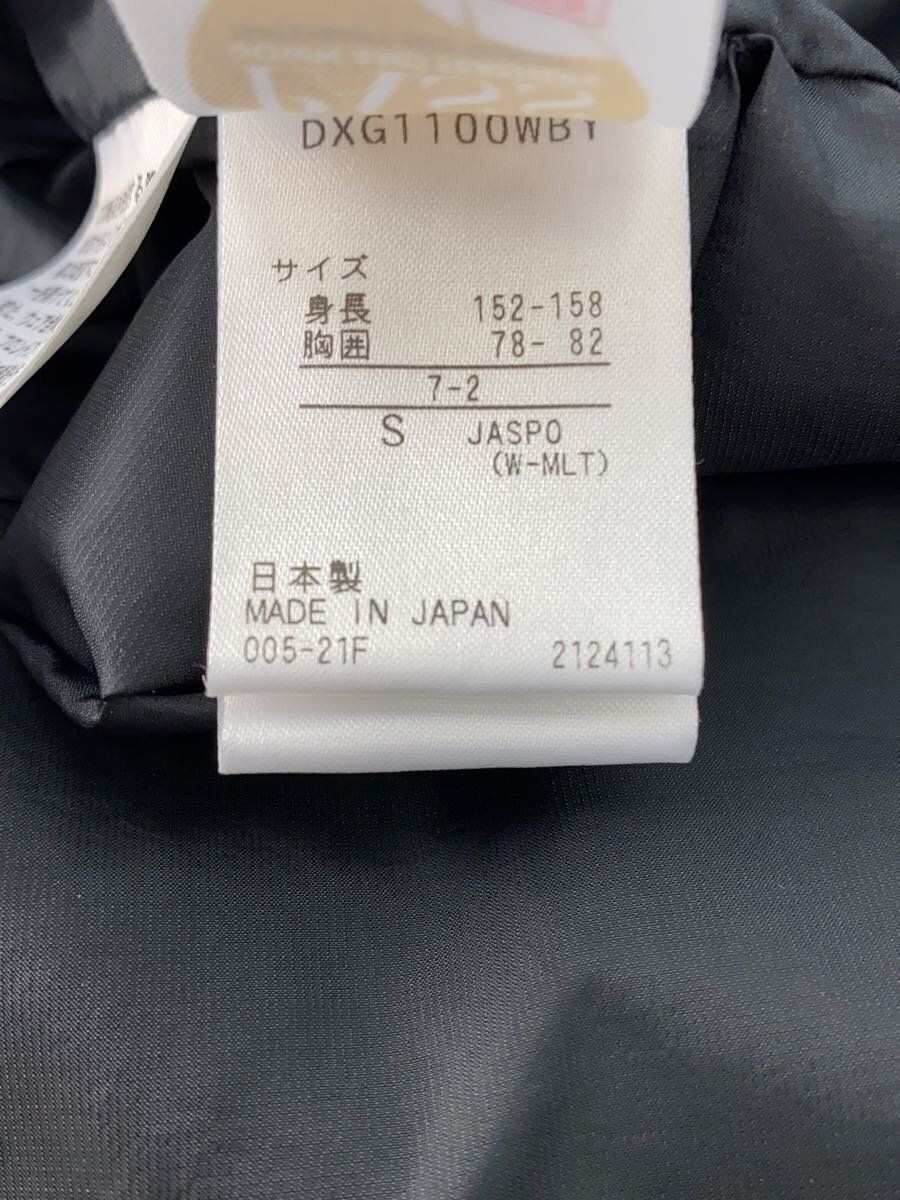 DXG1100WBY
サイズ
身長 152-158
胸囲 78- 82
7-2
S JASPO
(W-MLT)
日本製
MADE IN JAPAN
005-21F 2124113